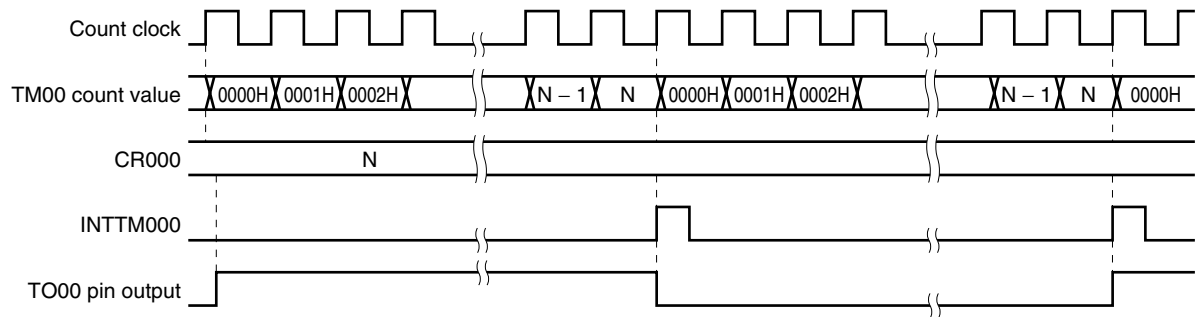 Count clock
TM00 count value 0000H 0001H 0002H N − 1 N 0000H 0001H 0002H N − 1 N 0000H
CR000 N
INTTM000
TO00 pin output